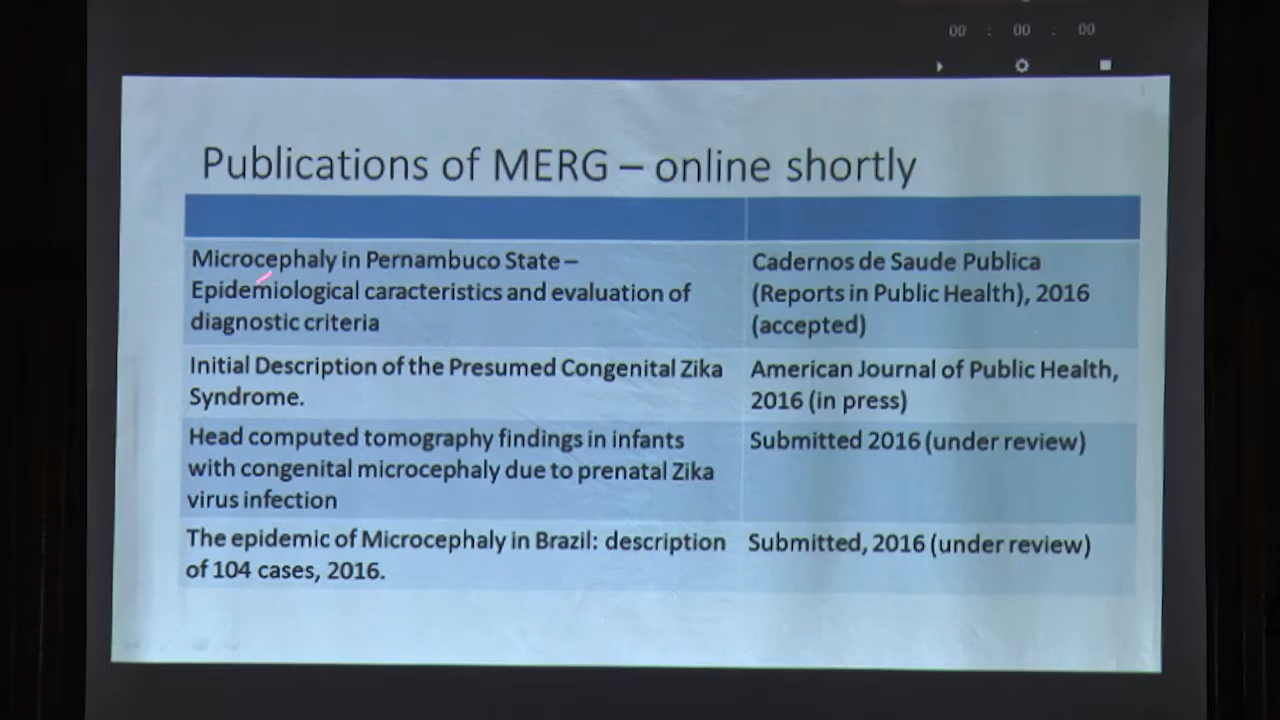 00 : 00 : 00
Publications of MERG – online shortly
Microcephaly in Pernambuco State –
Epidemiological caracteristics and evaluation of
diagnostic criteria
Cadernos de Saude Publica
(Reports in Public Health), 2016
(accepted)
Initial Description of the Presumed Congenital Zika
Syndrome.
American Journal of Public Health,
2016 (in press)
Head computed tomography findings in infants
with congenital microcephaly due to prenatal Zika
virus infection
Submitted 2016 (under review)
The epidemic of Microcephaly in Brazil: description
of 104 cases, 2016.
Submitted, 2016 (under review)